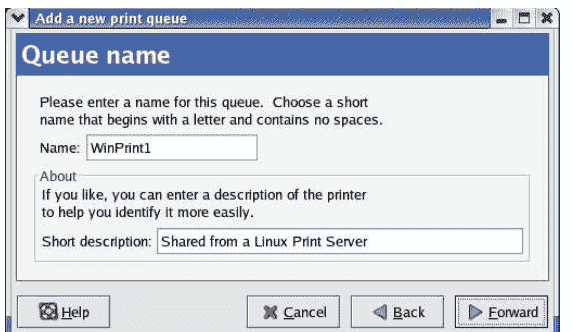 Add a new print queue
Queue name
Please enter a name for this queue. Choose a short
name that begins with a letter and contains no spaces.
Name: WinPrint1
About
If you like, you can enter a description of the printer
to help you identify it more easily.
Short description: Shared from a Linux Print Server
Help Cancel Back Forward